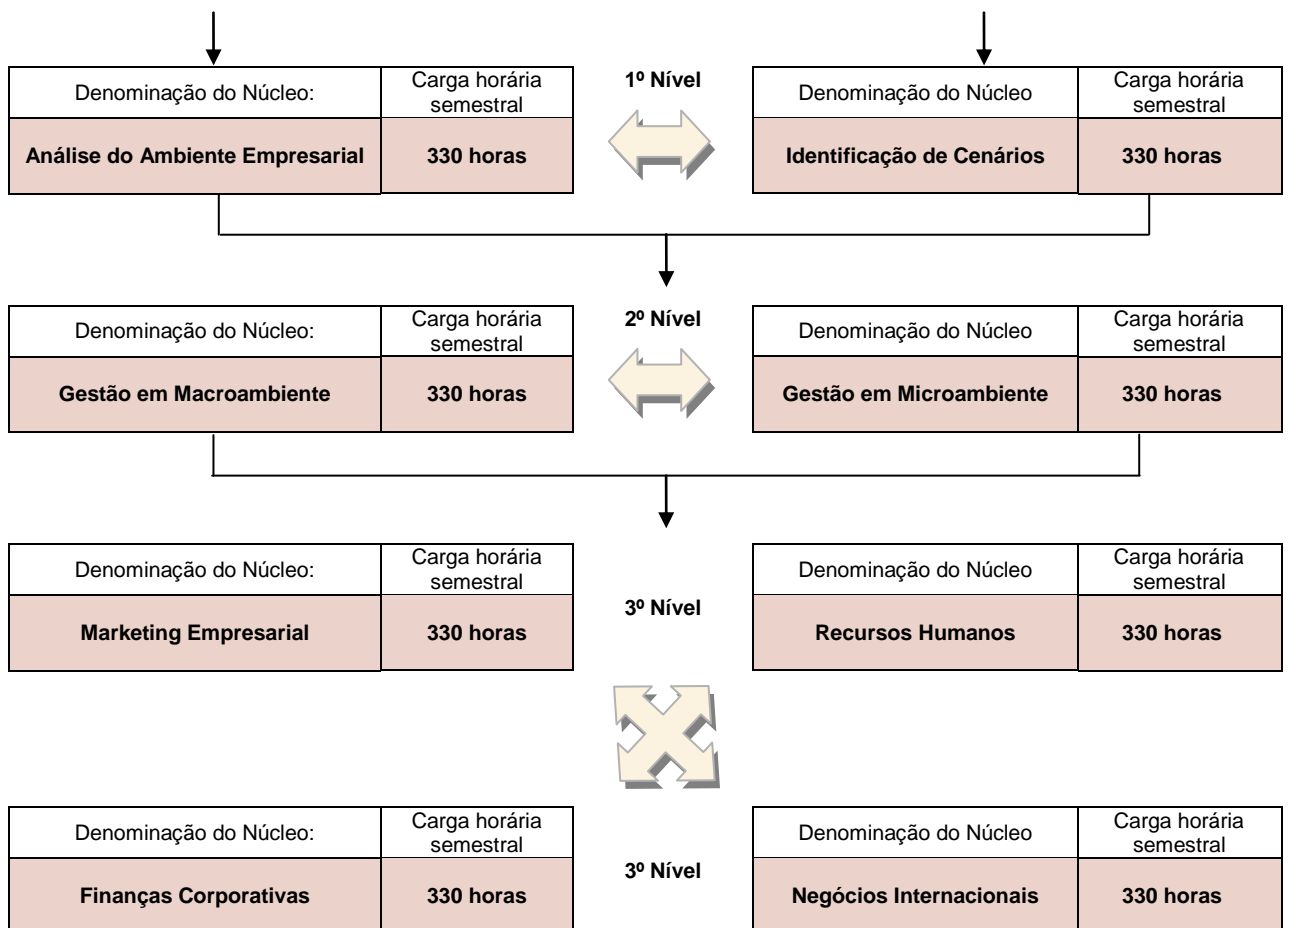 Denominação do Núcleo:
Carga horária
semestral
Análise do Ambiente Empresarial
330 horas
1º Nível
Denominação do Núcleo
Carga horária
semestral
Identificação de Cenários
330 horas
Denominação do Núcleo:
Carga horária
semestral
Gestão em Macroambiente
330 horas
2º Nível
Denominação do Núcleo
Carga horária
semestral
Gestão em Microambiente
330 horas
Denominação do Núcleo:
Carga horária
semestral
Marketing Empresarial
330 horas
3º Nível
Denominação do Núcleo
Carga horária
semestral
Recursos Humanos
330 horas
Denominação do Núcleo:
Carga horária
semestral
Finanças Corporativas
330 horas
3º Nível
Denominação do Núcleo
Carga horária
semestral
Negócios Internacionais
330 horas